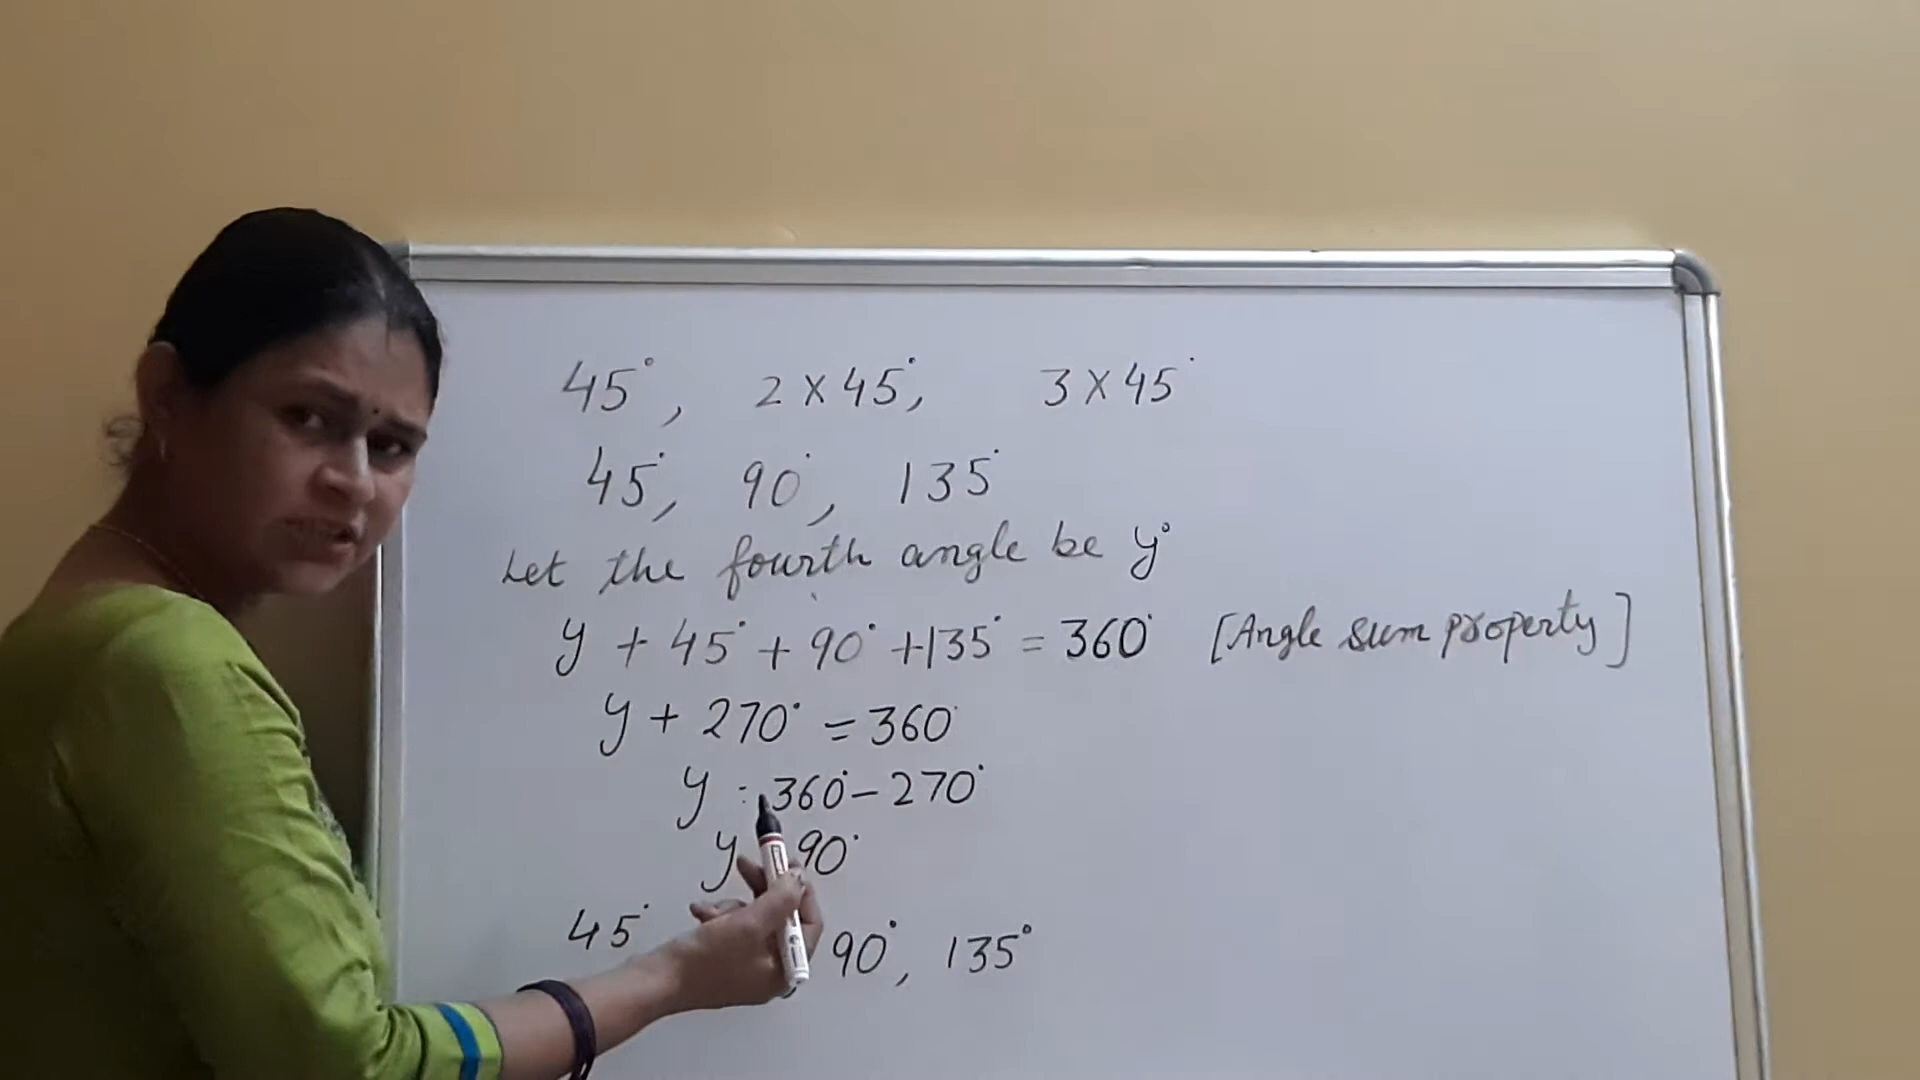 45°, 2 x 45°, 3 x 45°
45°, 90°, 135°
Let the fourth angle be y°
y + 45° + 90° + 135° = 360° [Angle sum property]
y + 270° = 360°
y = 360° - 270°
y 90°
45° , 90°, 135°